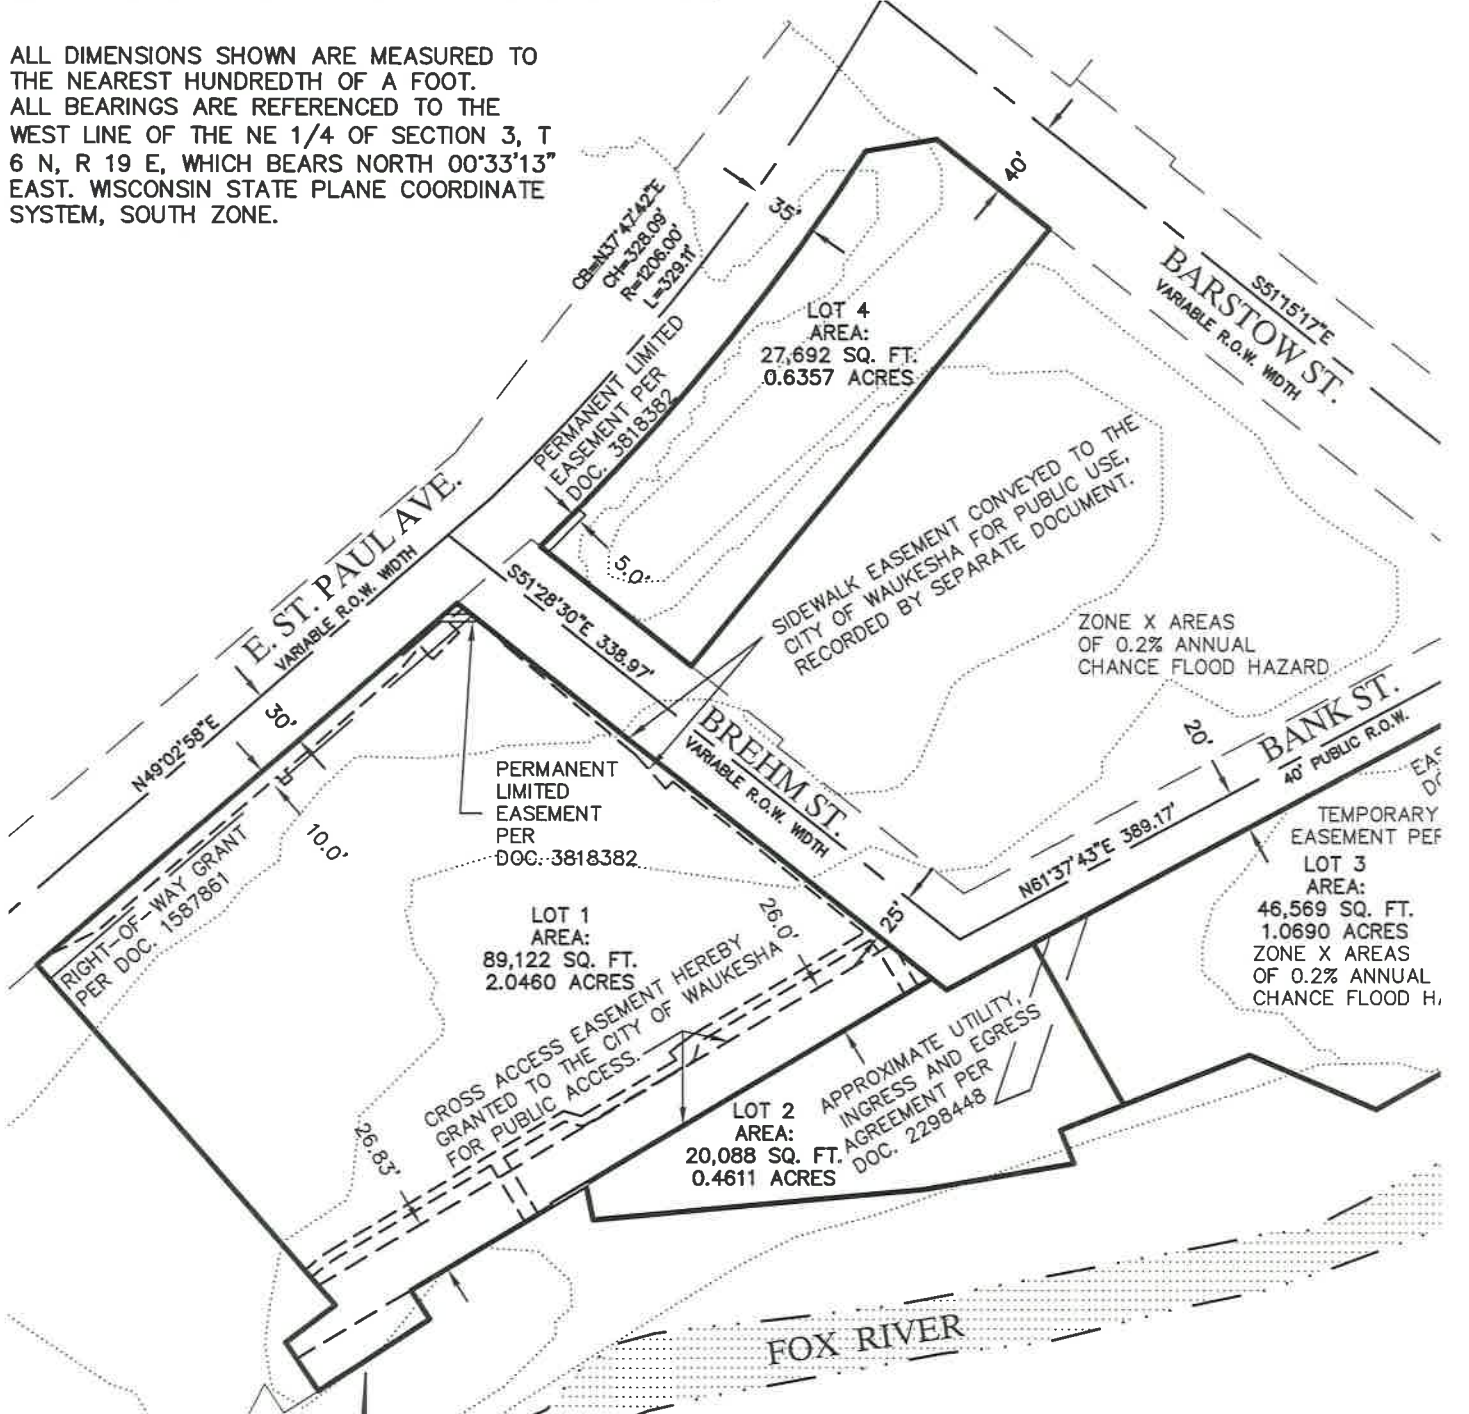 ALL DIMENSIONS SHOWN ARE MEASURED TO
THE NEAREST HUNDREDTH OF A FOOT.
ALL BEARINGS ARE REFERENCED TO THE
WEST LINE OF THE NE 1/4 OF SECTION 3, T
6 N, R 19 E, WHICH BEARS NORTH 00°33'13"
EAST. WISCONSIN STATE PLANE COORDINATE
SYSTEM, SOUTH ZONE.
40'
35'
CB=N37°47'42"E
CH=328.09'
R=1206.00'
L=329.11'
BARSTOW ST.
S51°15'17"E
VARIABLE R.O.W. WIDTH
LOT 4
AREA:
27,692 SQ. FT.
0.6357 ACRES
PERMANENT LIMITED
EASEMENT PER
DOC. 3818382
5.0'
E. ST. PAUL AVE.
VARIABLE R.O.W. WIDTH
S51°28'30"E 338.97'
SIDEWALK EASEMENT CONVEYED TO THE
CITY OF WAUKESHA FOR PUBLIC USE,
RECORDED BY SEPARATE DOCUMENT.
ZONE X AREAS
OF 0.2% ANNUAL
CHANCE FLOOD HAZARD
30'
N49°02'58"E
BREHM ST.
VARIABLE R.O.W. WIDTH
20'
BANK ST.
40' PUBLIC R.O.W.
N61°37'43"E 389.17'
PERMANENT
LIMITED
EASEMENT
PER
DOC. 3818382
10.0'
RIGHT-OF-WAY GRANT
PER DOC. 1587861
EAS
DO
TEMPORARY
EASEMENT PER
LOT 3
AREA:
46,569 SQ. FT.
1.0690 ACRES
ZONE X AREAS
OF 0.2% ANNUAL
CHANCE FLOOD HA
LOT 1
AREA:
89,122 SQ. FT.
2.0460 ACRES
26.0'
25'
CROSS ACCESS EASEMENT HEREBY
GRANTED TO THE CITY OF WAUKESHA
FOR PUBLIC ACCESS.
26.83'
APPROXIMATE UTILITY,
INGRESS AND EGRESS
AGREEMENT PER
DOC. 2298448
LOT 2
AREA:
20,088 SQ. FT.
0.4611 ACRES
FOX RIVER